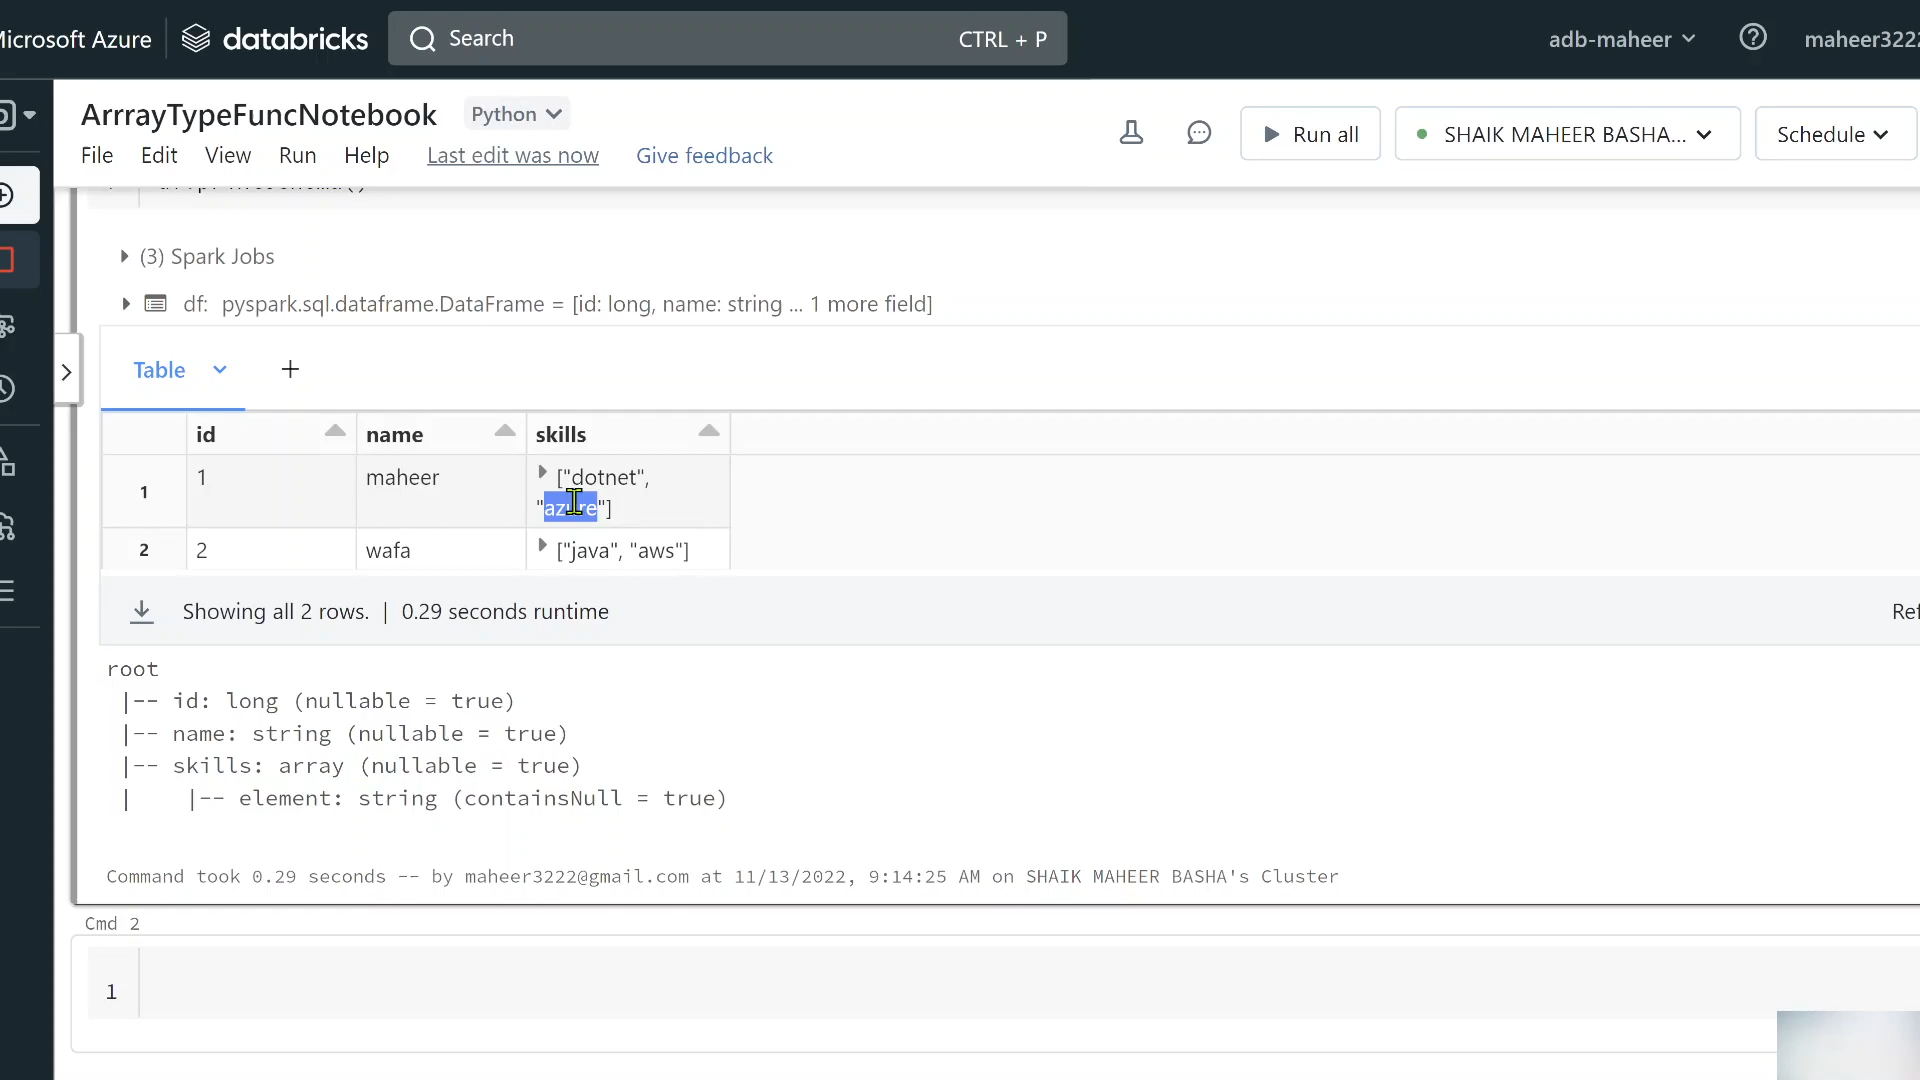 Microsoft Azure databricks Search CTRL + P adb-maheer maheer322
ArrrayTypeFuncNotebook Python
File Edit View Run Help Last edit was now Give feedback Run all SHAIK MAHEER BASHA... Schedule
(3) Spark Jobs
df: pyspark.sql.dataframe.DataFrame = [id: long, name: string ... 1 more field]
Table +
id name skills
1 1 maheer ["dotnet",
"azure"]
2 2 wafa ["java", "aws"]
Showing all 2 rows. | 0.29 seconds runtime Ref
root
|-- id: long (nullable = true)
|-- name: string (nullable = true)
|-- skills: array (nullable = true)
| |-- element: string (containsNull = true)
Command took 0.29 seconds -- by maheer3222@gmail.com at 11/13/2022, 9:14:25 AM on SHAIK MAHEER BASHA's Cluster
Cmd 2
1